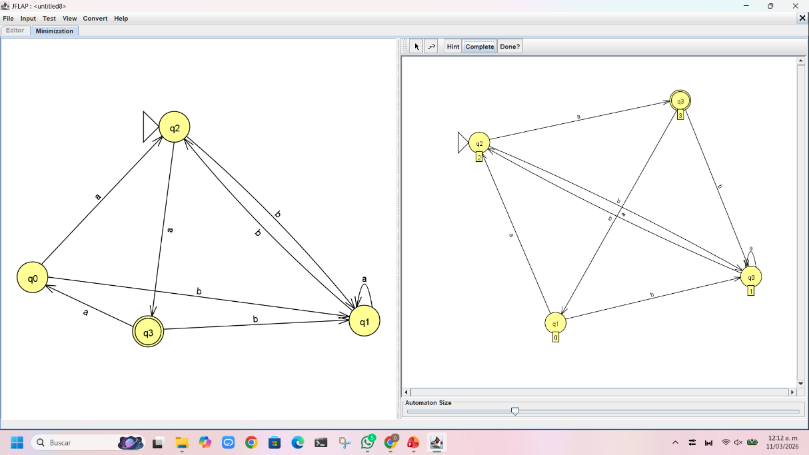 JFLAP : <untitled8>
File Input Test View Convert Help
Editor Minimization
Hint Complete Done?
q2
a
a
b
b
q0
b
a
a
b
q1
q3
q3
3
a
q2
2
b
a
b
b
a
a
q0
1
b
q1
0
Automaton Size
Buscar
12:12 a. m.
11/03/2026